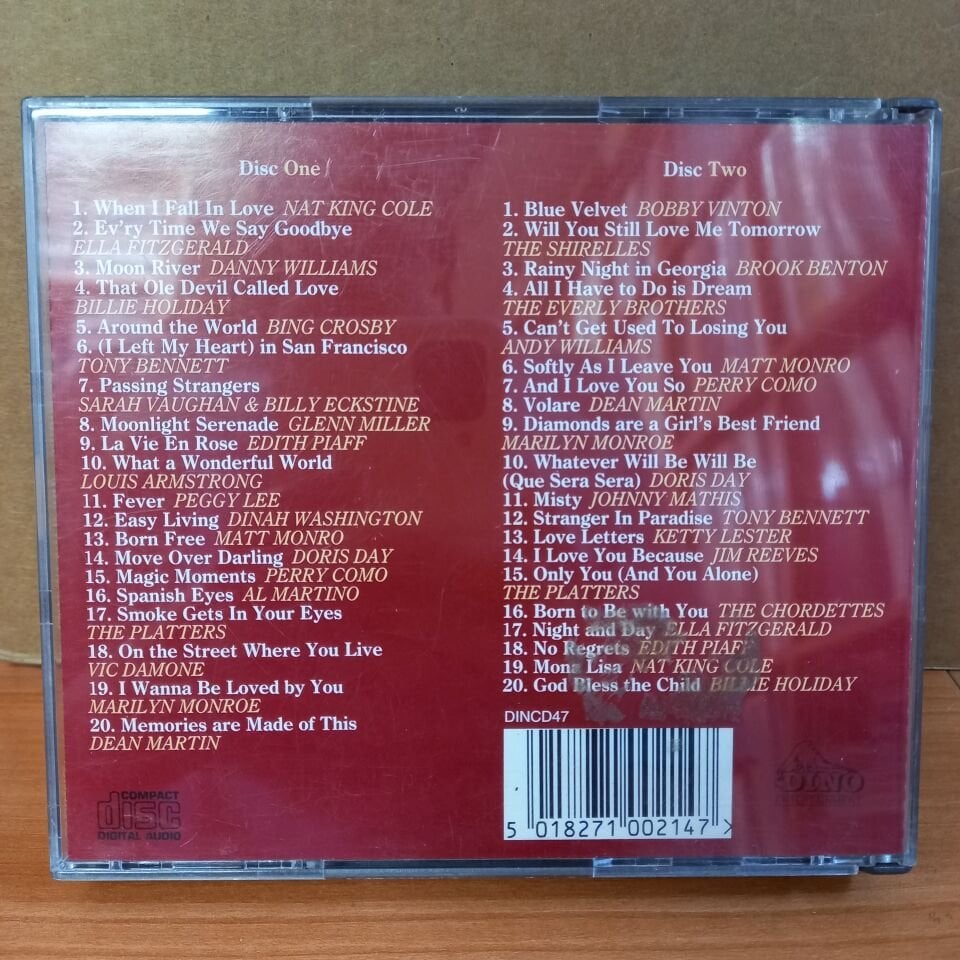 Disc One
1. When I Fall In Love NAT KING COLE
2. Ev'ry Time We Say Goodbye
ELLA FITZGERALD
3. Moon River DANNY WILLIAMS
4. That Ole Devil Called Love
BILLIE HOLIDAY
5. Around the World BING CROSBY
6. (I Left My Heart) in San Francisco
TONY BENNETT
7. Passing Strangers
SARAH VAUGHAN & BILLY ECKSTINE
8. Moonlight Serenade GLENN MILLER
9. La Vie En Rose EDITH PIAFF
10. What a Wonderful World
LOUIS ARMSTRONG
11. Fever PEGGY LEE
12. Easy Living DINAH WASHINGTON
13. Born Free MATT MONRO
14. Move Over Darling DORIS DAY
15. Magic Moments PERRY COMO
16. Spanish Eyes AL MARTINO
17. Smoke Gets In Your Eyes
THE PLATTERS
18. On the Street Where You Live
VIC DAMONE
19. I Wanna Be Loved by You
MARILYN MONROE
20. Memories are Made of This
DEAN MARTIN
COMPACT
disc
DIGITAL AUDIO
Disc Two
1. Blue Velvet BOBBY VINTON
2. Will You Still Love Me Tomorrow
THE SHIRELLES
3. Rainy Night in Georgia BROOK BENTON
4. All I Have to Do is Dream
THE EVERLY BROTHERS
5. Can't Get Used To Losing You
ANDY WILLIAMS
6. Softly As I Leave You MATT MONRO
7. And I Love You So PERRY COMO
8. Volare DEAN MARTIN
9. Diamonds are a Girl's Best Friend
MARILYN MONROE
10. Whatever Will Be Will Be
(Que Sera Sera) DORIS DAY
11. Misty JOHNNY MATHIS
12. Stranger In Paradise TONY BENNETT
13. Love Letters KETTY LESTER
14. I Love You Because JIM REEVES
15. Only You (And You Alone)
THE PLATTERS
16. Born to Be with You THE CHORDETTES
17. Night and Day ELLA FITZGERALD
18. No Regrets EDITH PIAFF
19. Mona Lisa NAT KING COLE
20. God Bless the Child BILLIE HOLIDAY
DINCD47
5 018271 002147 >
DINO
ENTERTAINMENT